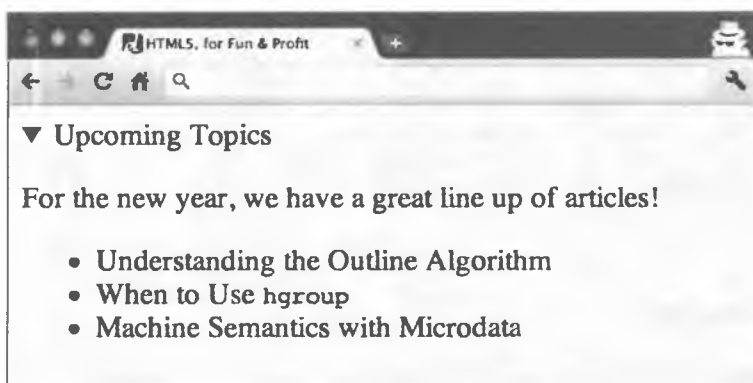 HTML5, for Fun & Profit
▼ Upcoming Topics
For the new year, we have a great line up of articles!
• Understanding the Outline Algorithm
• When to Use hgroup
• Machine Semantics with Microdata